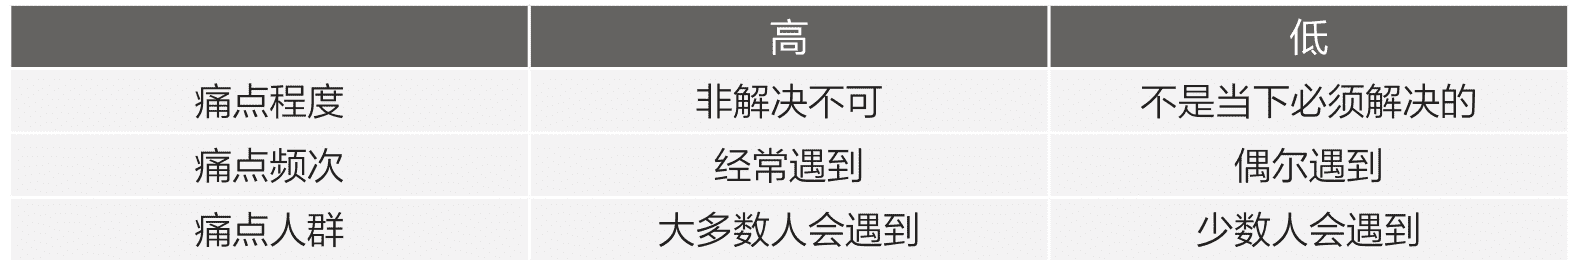 高 低
痛点程度 非解决不可 不是当下必须解决的
痛点频次 经常遇到 偶尔遇到
痛点人群 大多数人会遇到 少数人会遇到